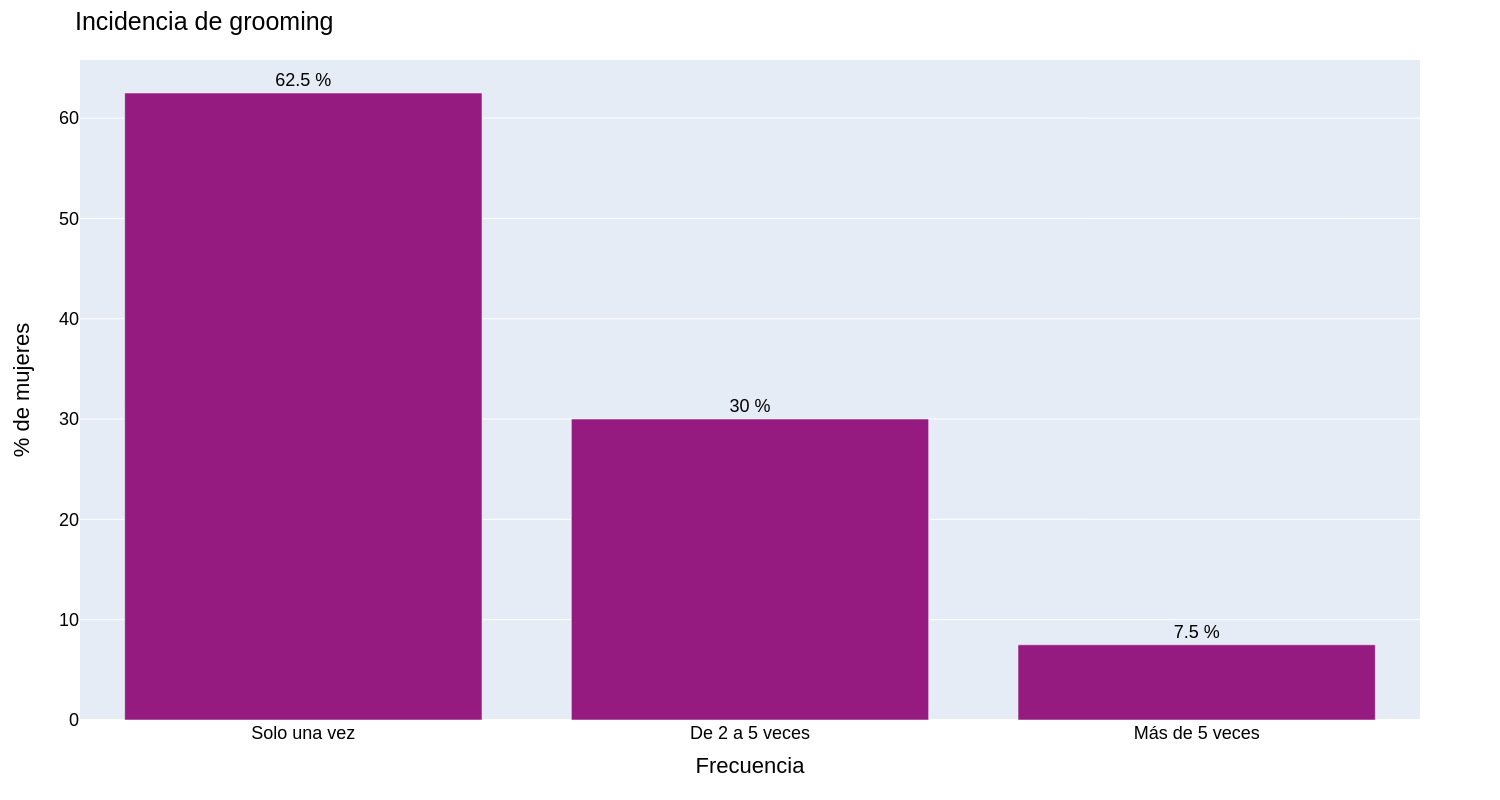 Incidencia de grooming
62.5 %
30 %
7.5 %
60
50
40
30
20
10
0
% de mujeres
Solo una vez
De 2 a 5 veces
Más de 5 veces
Frecuencia